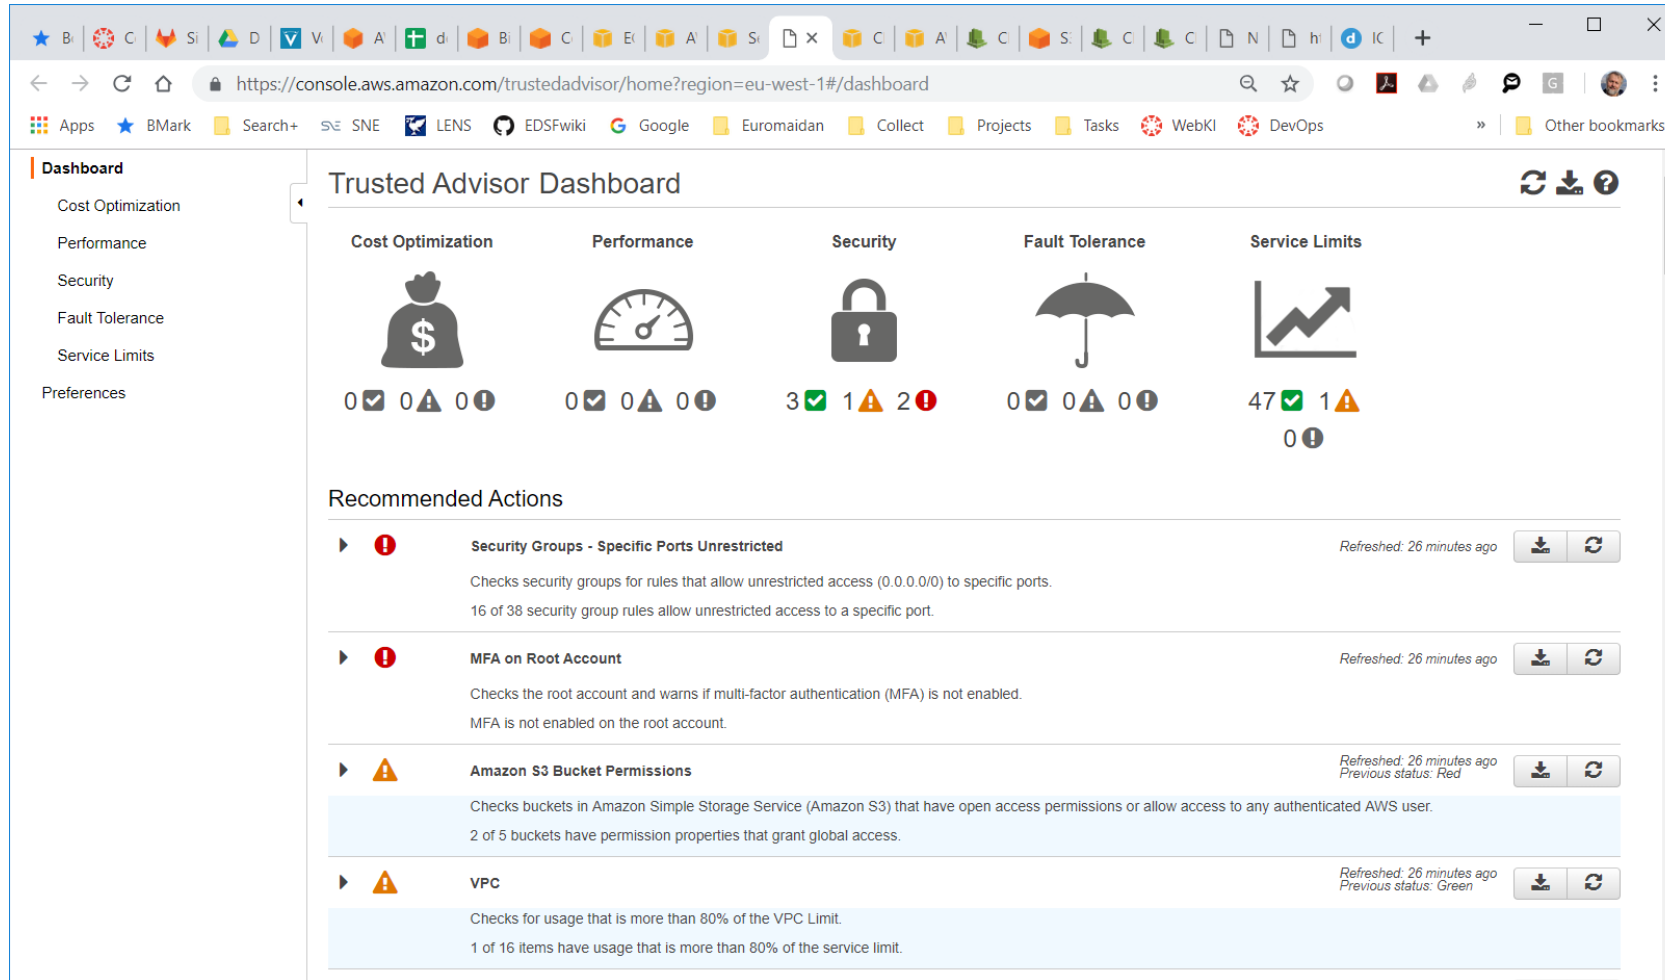 B
C
Si
D
V
A
d
Bi
C
E
A
S
C
A
C
S
C
C
N
h
IC
https://console.aws.amazon.com/trustedadvisor/home?region=eu-west-1#/dashboard
Apps BMark Search+ SNE LENS EDSFwiki Google Euromaidan Collect Projects Tasks WebKI DevOps » Other bookmarks
Dashboard
Cost Optimization
Performance
Security
Fault Tolerance
Service Limits
Preferences
Trusted Advisor Dashboard
Cost Optimization Performance Security Fault Tolerance Service Limits
$
0 0 0 0 0 0 3 1 2 0 0 0 47 1
0
Recommended Actions
Security Groups - Specific Ports Unrestricted Refreshed: 26 minutes ago
Checks security groups for rules that allow unrestricted access (0.0.0.0/0) to specific ports.
16 of 38 security group rules allow unrestricted access to a specific port.
MFA on Root Account Refreshed: 26 minutes ago
Checks the root account and warns if multi-factor authentication (MFA) is not enabled.
MFA is not enabled on the root account.
Amazon S3 Bucket Permissions Refreshed: 26 minutes ago
Previous status: Red
Checks buckets in Amazon Simple Storage Service (Amazon S3) that have open access permissions or allow access to any authenticated AWS user.
2 of 5 buckets have permission properties that grant global access.
VPC Refreshed: 26 minutes ago
Previous status: Green
Checks for usage that is more than 80% of the VPC Limit.
1 of 16 items have usage that is more than 80% of the service limit.